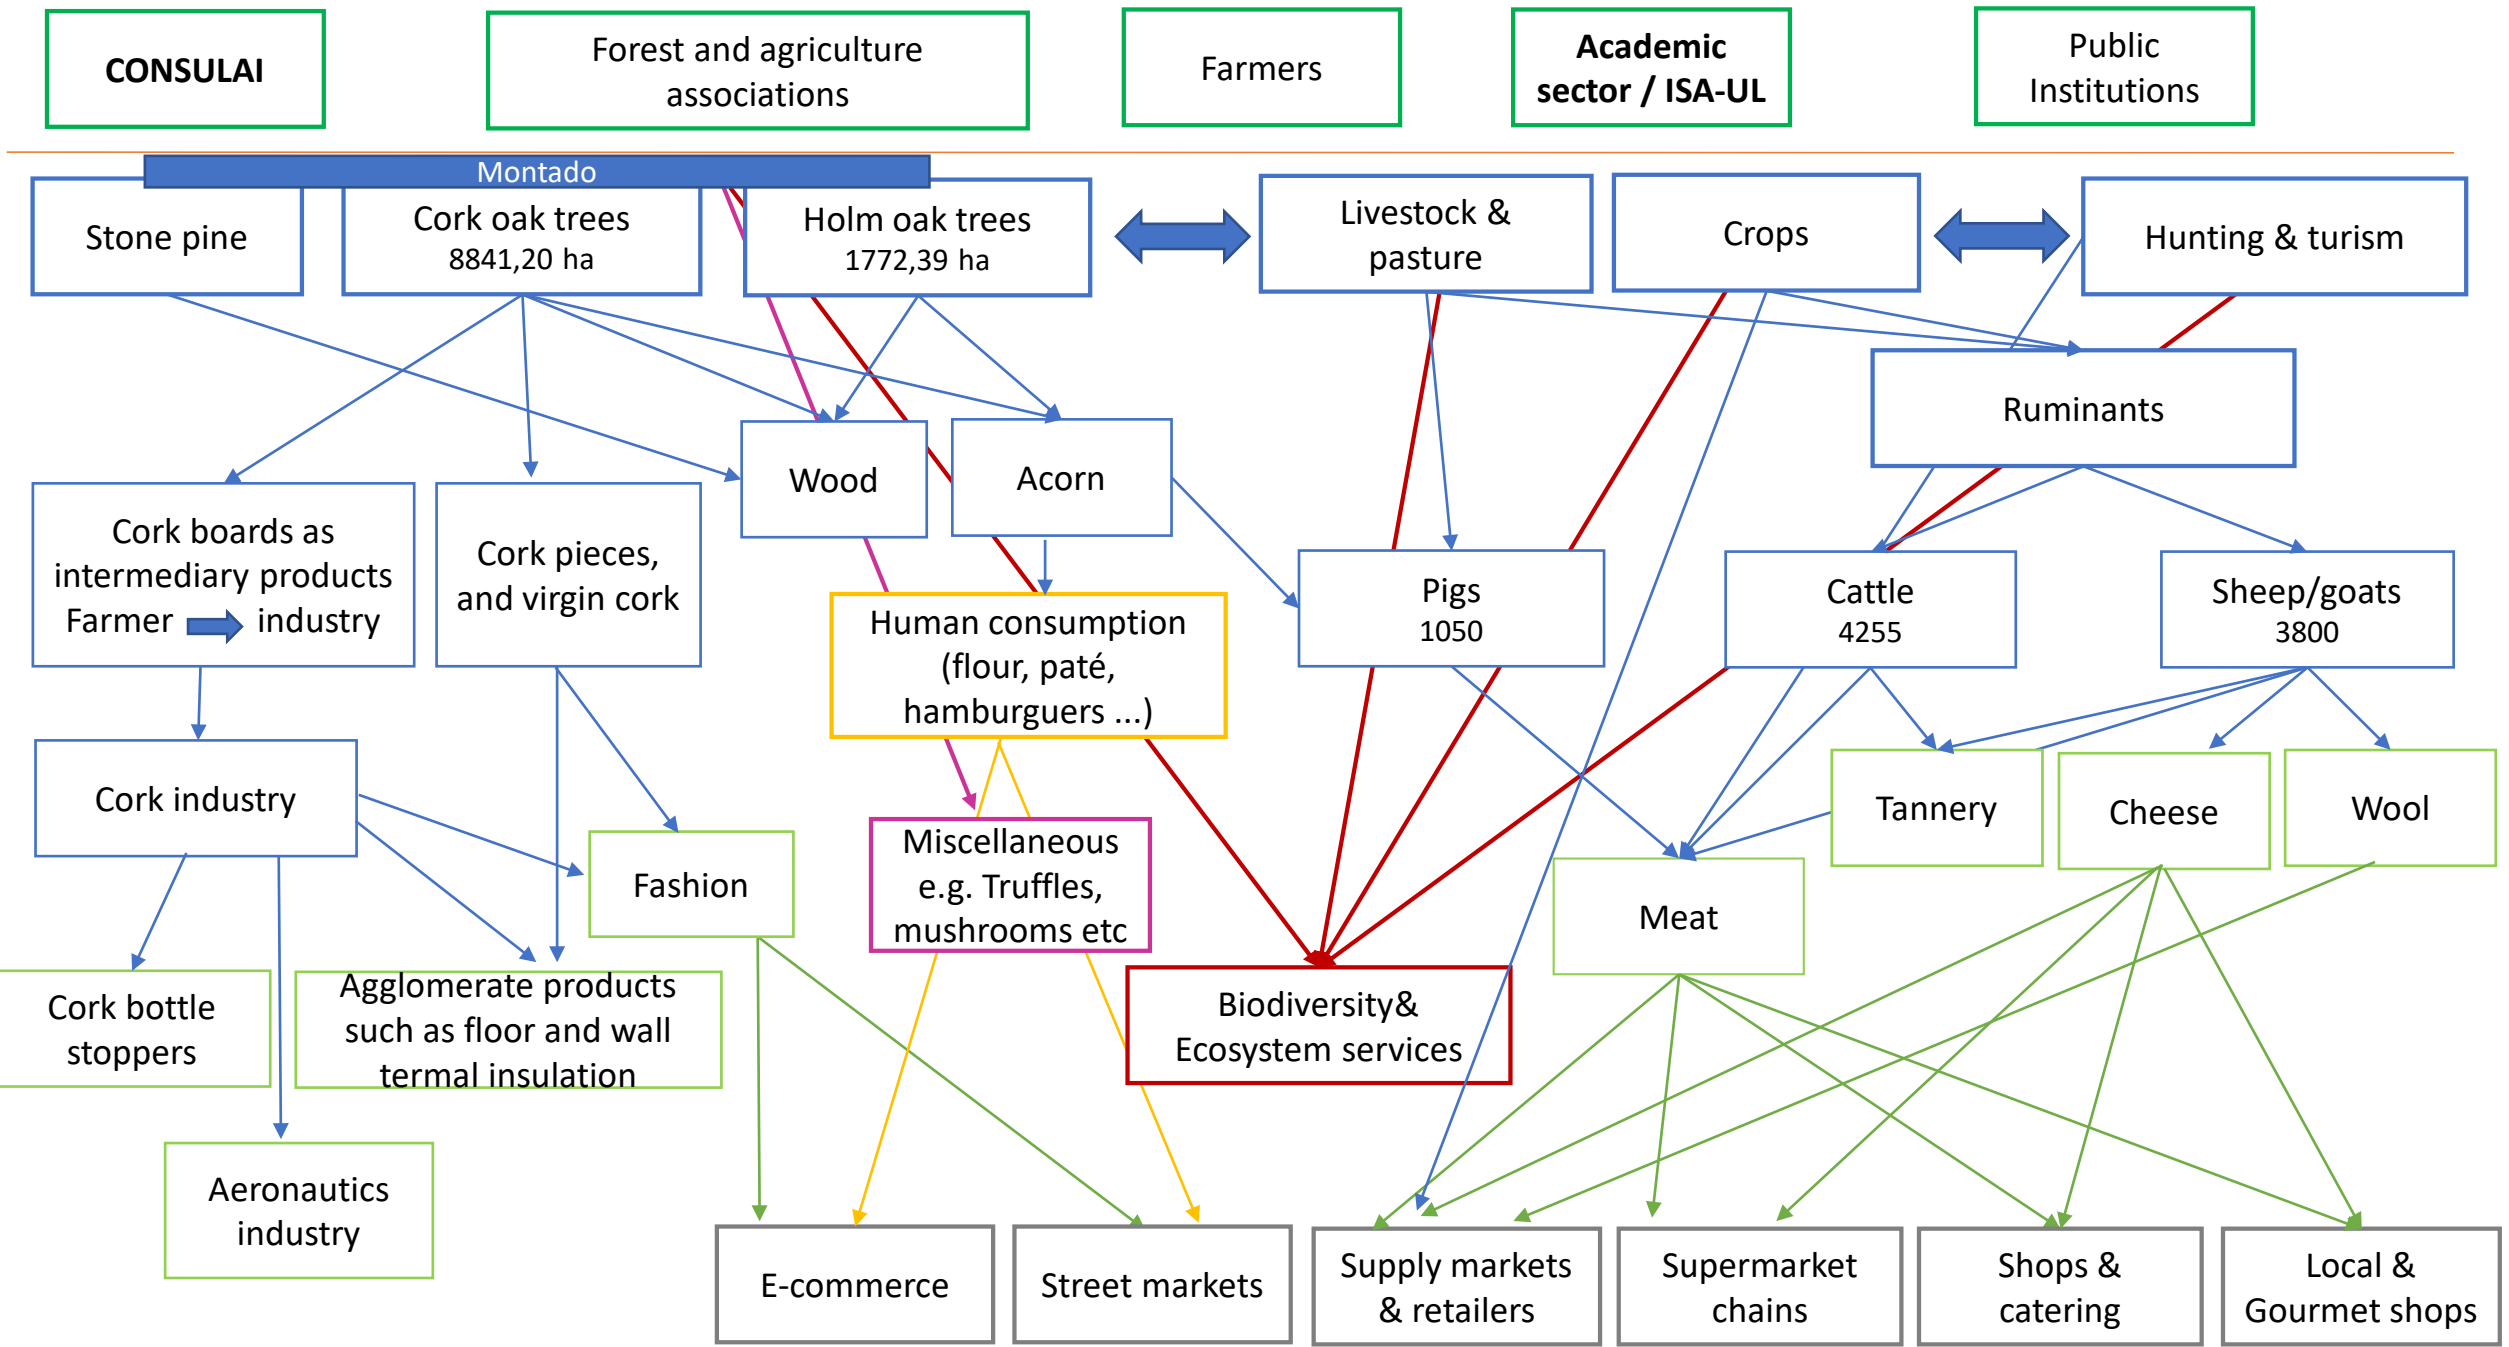 CONSULAI
Forest and agriculture
associations
Farmers
Academic
sector / ISA-UL
Public
Institutions
Montado
Stone pine
Cork oak trees
8841,20 ha
Holm oak trees
1772,39 ha
Livestock &
pasture
Crops
Hunting & turism
Ruminants
Wood
Acorn
Cork boards as
intermediary products
Farmer industry
Cork pieces,
and virgin cork
Human consumption
(flour, paté,
hamburguers ...)
Pigs
1050
Cattle
4255
Sheep/goats
3800
Cork industry
Fashion
Miscellaneous
e.g. Truffles,
mushrooms etc
Tannery
Cheese
Wool
Meat
Cork bottle
stoppers
Agglomerate products
such as floor and wall
termal insulation
Biodiversity&
Ecosystem services
Aeronautics
industry
E-commerce
Street markets
Supply markets
& retailers
Supermarket
chains
Shops &
catering
Local &
Gourmet shops